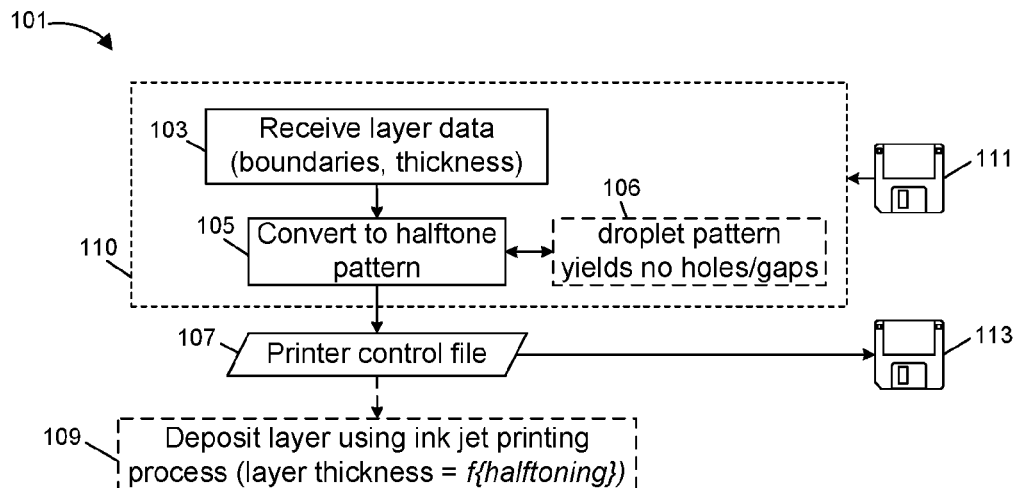 101
103
Receive layer data
(boundaries, thickness)
111
106
105
Convert to halftone
pattern
droplet pattern
yields no holes/gaps
110
107
Printer control file
113
109
Deposit layer using ink jet printing
process (layer thickness = f{halftoning})